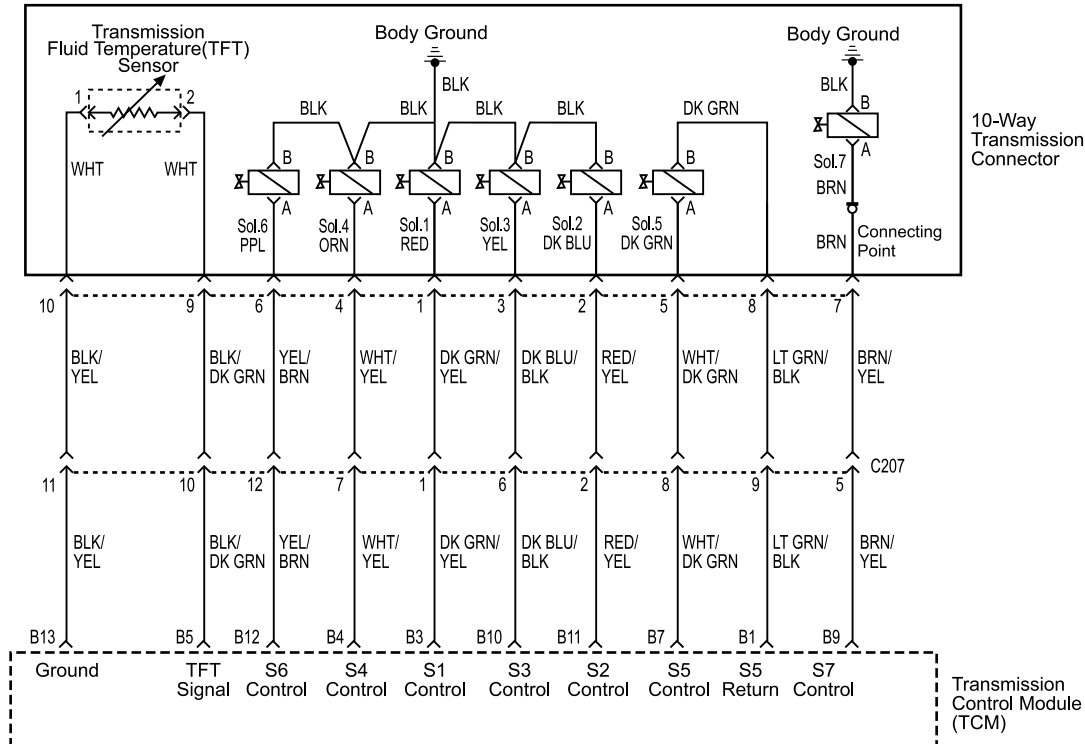 Transmission
Fluid Temperature(TFT)
Sensor
Body Ground
Body Ground
BLK
BLK
BLK
BLK
BLK
BLK
DK GRN
1
2
WHT
WHT
B
B
B
B
B
B
B
A
A
A
A
A
A
A
Sol.6
PPL
Sol.4
ORN
Sol.1
RED
Sol.3
YEL
Sol.2
DK BLU
Sol.5
DK GRN
Sol.7
BRN
BRN
Connecting
Point
10-Way
Transmission
Connector
10
9
6
4
1
3
2
5
8
7
BLK/
YEL
BLK/
DK GRN
YEL/
BRN
WHT/
YEL
DK GRN/
YEL
DK BLU/
BLK
RED/
YEL
WHT/
DK GRN
LT GRN/
BLK
BRN/
YEL
C207
11
10
12
7
1
6
2
8
9
5
BLK/
YEL
BLK/
DK GRN
YEL/
BRN
WHT/
YEL
DK GRN/
YEL
DK BLU/
BLK
RED/
YEL
WHT/
DK GRN
LT GRN/
BLK
BRN/
YEL
B13
B5
B12
B4
B3
B10
B11
B7
B1
B9
Ground
TFT
Signal
S6
Control
S4
Control
S1
Control
S3
Control
S2
Control
S5
Control
S5
Return
S7
Control
Transmission
Control Module
(TCM)